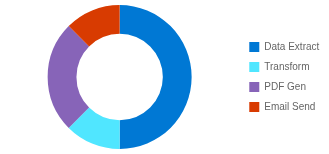 Data Extract
Transform
PDF Gen
Email Send